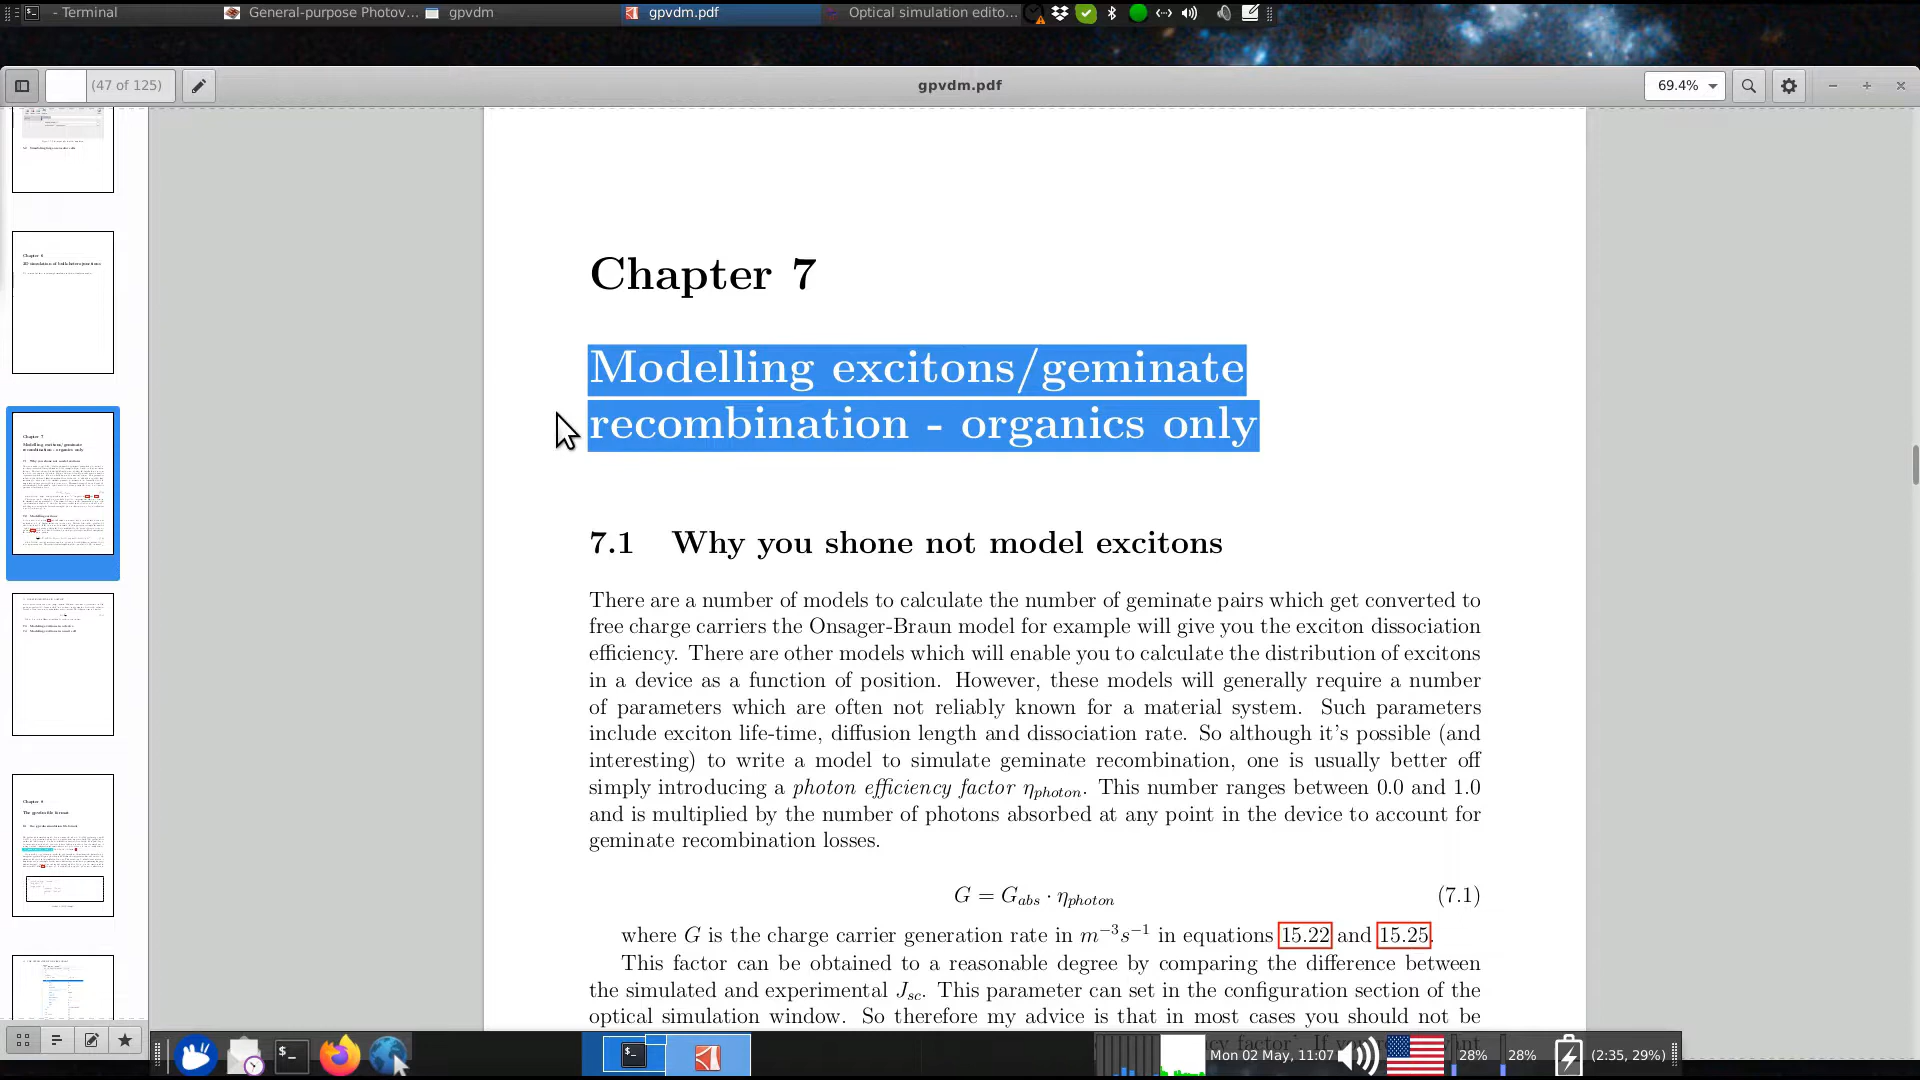 - Terminal
General-purpose Photov...
gpvdm
gpvdm.pdf
Optical simulation edito...
(47 of 125)
gpvdm.pdf
69.4%
Chapter 7
Modelling excitons/geminate
recombination - organics only
7.1 Why you shone not model excitons
There are a number of models to calculate the number of geminate pairs which get converted to
free charge carriers the Onsager-Braun model for example will give you the exciton dissociation
efficiency. There are other models which will enable you to calculate the distribution of excitons
in a device as a function of position. However, these models will generally require a number
of parameters which are often not reliably known for a material system. Such parameters
include exciton life-time, diffusion length and dissociation rate. So although it's possible (and
interesting) to write a model to simulate geminate recombination, one is usually better off
simply introducing a photon efficiency factor η_photon. This number ranges between 0.0 and 1.0
and is multiplied by the number of photons absorbed at any point in the device to account for
geminate recombination losses.
G = G_abs · η_photon (7.1)
where G is the charge carrier generation rate in m⁻³s⁻¹ in equations 15.22 and 15.25.
This factor can be obtained to a reasonable degree by comparing the difference between
the simulated and experimental J_sc. This parameter can set in the configuration section of the
optical simulation window. So therefore my advice is that in most cases you should not be
Mon 02 May, 11:07
28%
28%
(2:35, 29%)